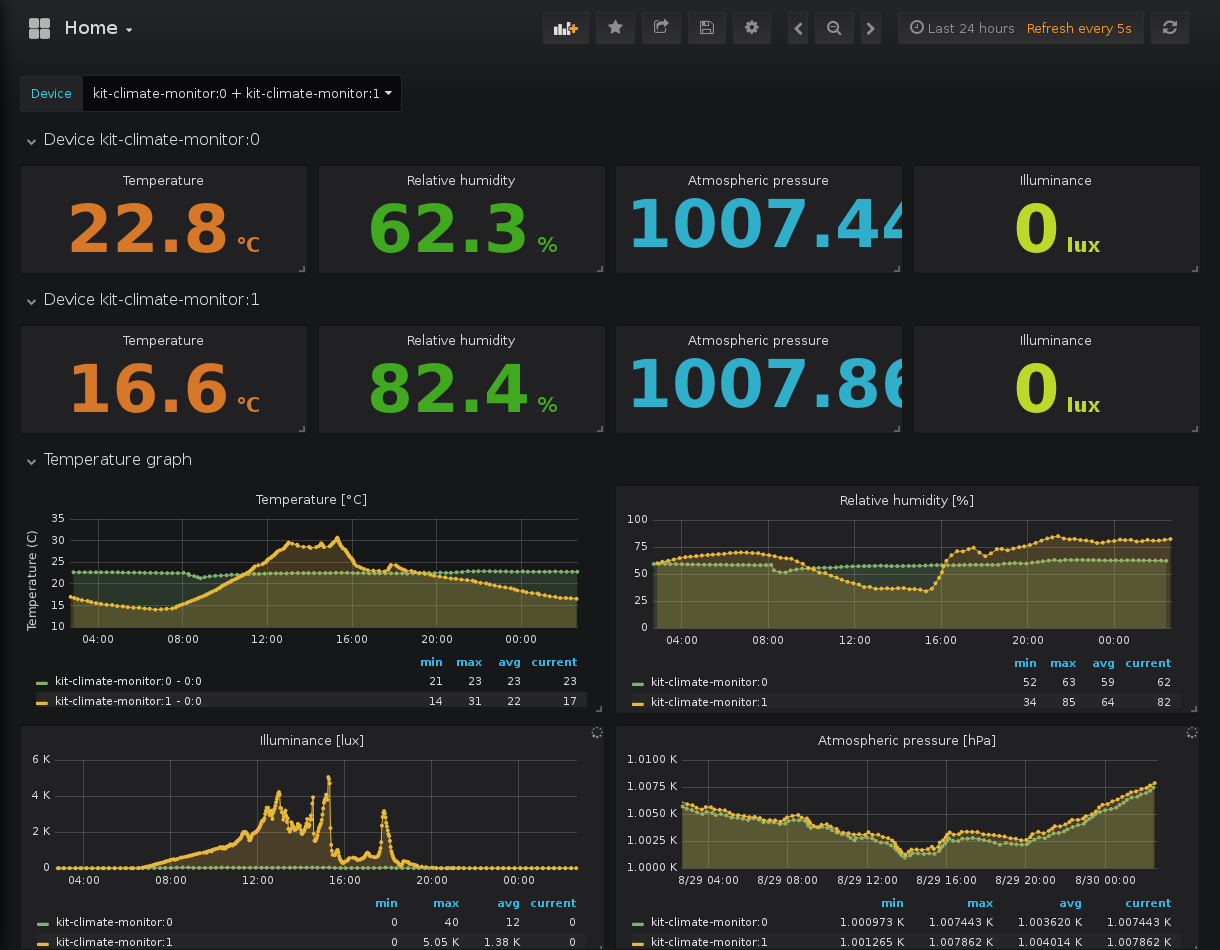 Home
Last 24 hours Refresh every 5s
Device kit-climate-monitor:0 + kit-climate-monitor:1
Device kit-climate-monitor:0
Temperature Relative humidity Atmospheric pressure Illuminance
22.8 °C 62.3 % 1007.44 0 lux
Device kit-climate-monitor:1
Temperature Relative humidity Atmospheric pressure Illuminance
16.6 °C 82.4 % 1007.86 0 lux
Temperature graph
Temperature [°C]
Temperature (C)
35
30
25
20
15
10
04:00 08:00 12:00 16:00 20:00 00:00
min max avg current
kit-climate-monitor:0 - 0:0 21 23 23 23
kit-climate-monitor:1 - 0:0 14 31 22 17
Relative humidity [%]
100
75
50
25
0
04:00 08:00 12:00 16:00 20:00 00:00
min max avg current
kit-climate-monitor:0 52 63 59 62
kit-climate-monitor:1 34 85 64 82
Illuminance [lux]
6 K
4 K
2 K
0
04:00 08:00 12:00 16:00 20:00 00:00
min max avg current
kit-climate-monitor:0 0 40 12 0
kit-climate-monitor:1 0 5.05 K 1.38 K 0
Atmospheric pressure [hPa]
1.0100 K
1.0075 K
1.0050 K
1.0025 K
1.0000 K
8/29 04:00 8/29 08:00 8/29 12:00 8/29 16:00 8/29 20:00 8/30 00:00
min max avg current
kit-climate-monitor:0 1.000973 K 1.007443 K 1.003620 K 1.007443 K
kit-climate-monitor:1 1.001265 K 1.007862 K 1.004014 K 1.007862 K